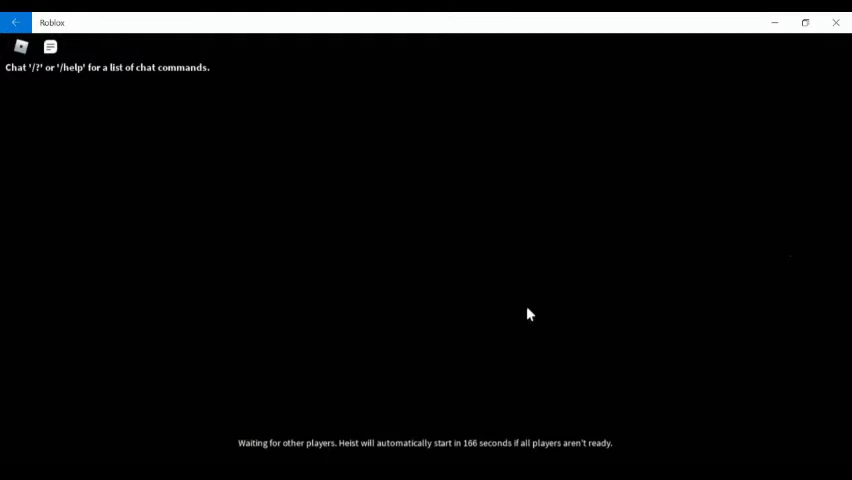 Roblox
Chat '/?' or '/help' for a list of chat commands.
Waiting for other players. Heist will automatically start in 166 seconds if all players aren't ready.